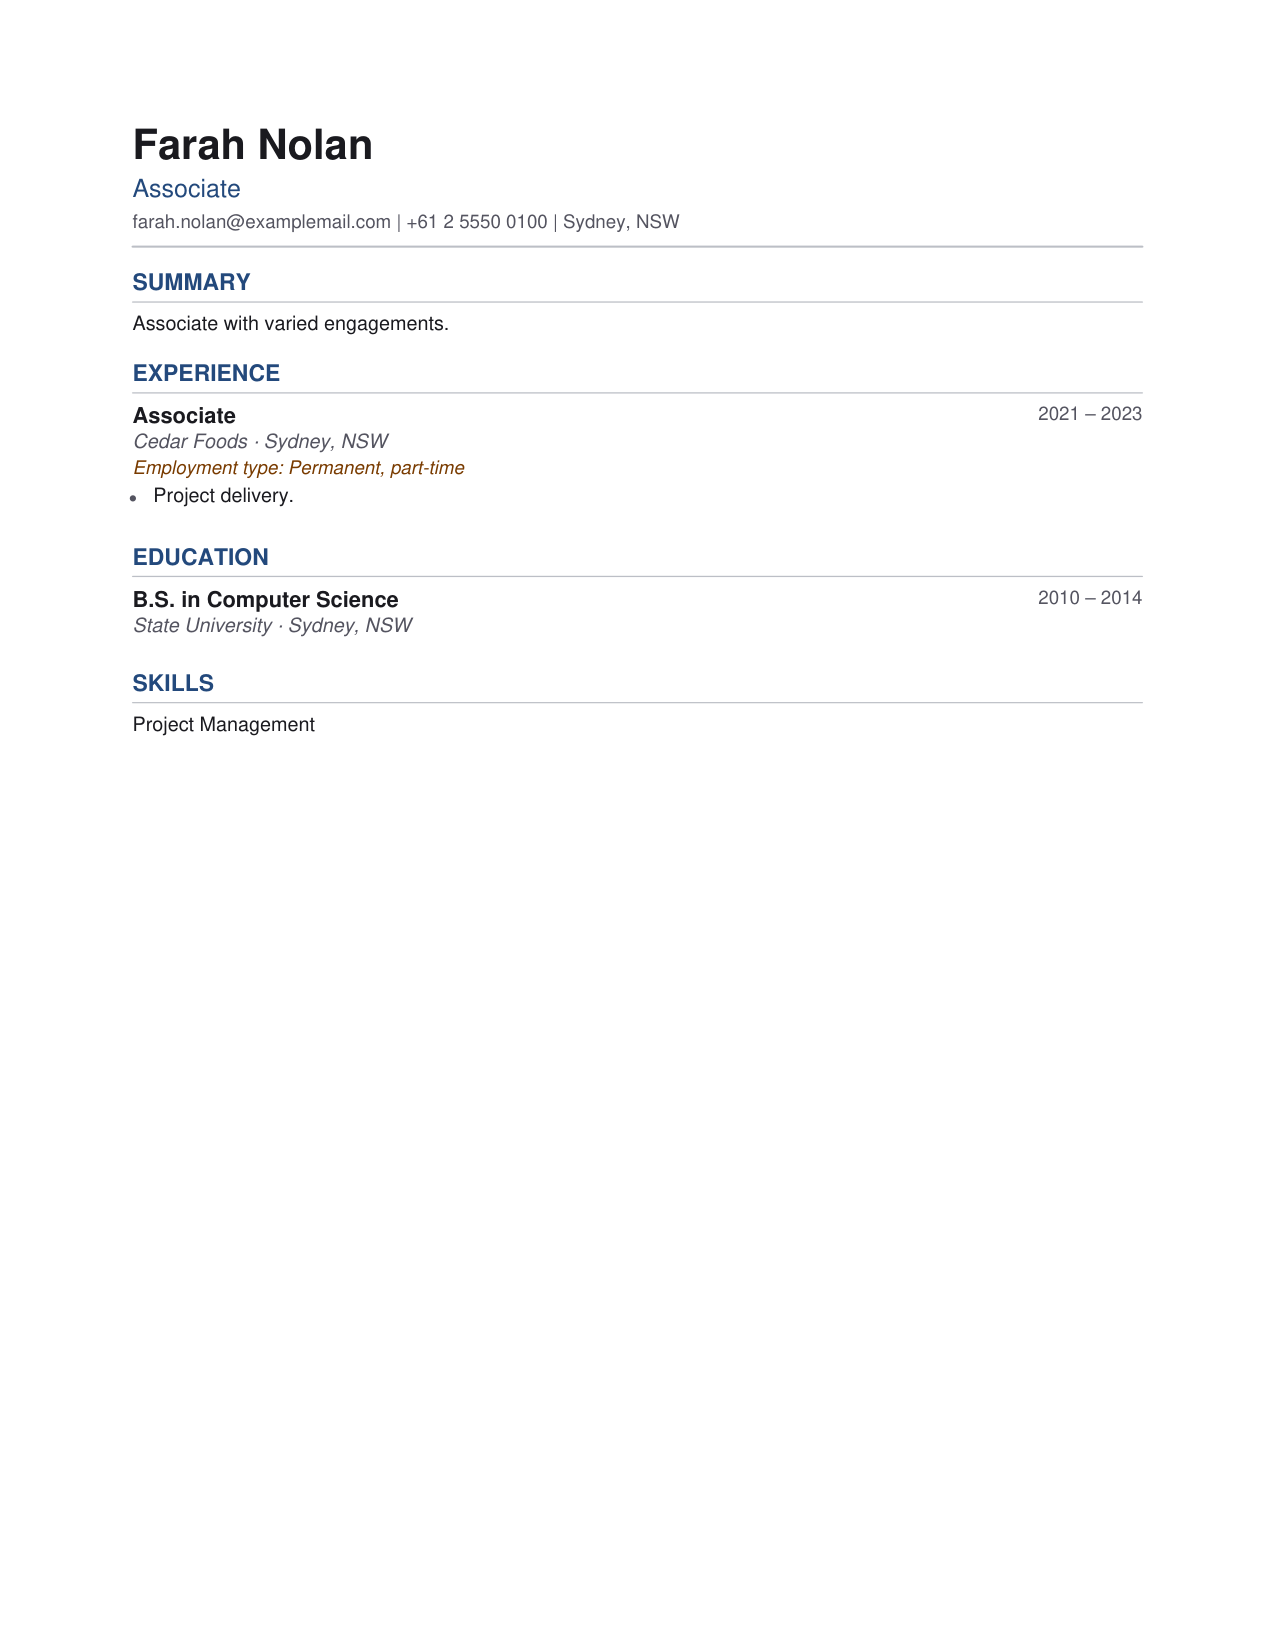 Farah Nolan
Associate
farah.nolan@examplemail.com | +61 2 5550 0100 | Sydney, NSW
SUMMARY
Associate with varied engagements.
EXPERIENCE
Associate 2021 – 2023
Cedar Foods · Sydney, NSW
Employment type: Permanent, part-time
• Project delivery.
EDUCATION
B.S. in Computer Science 2010 – 2014
State University · Sydney, NSW
SKILLS
Project Management